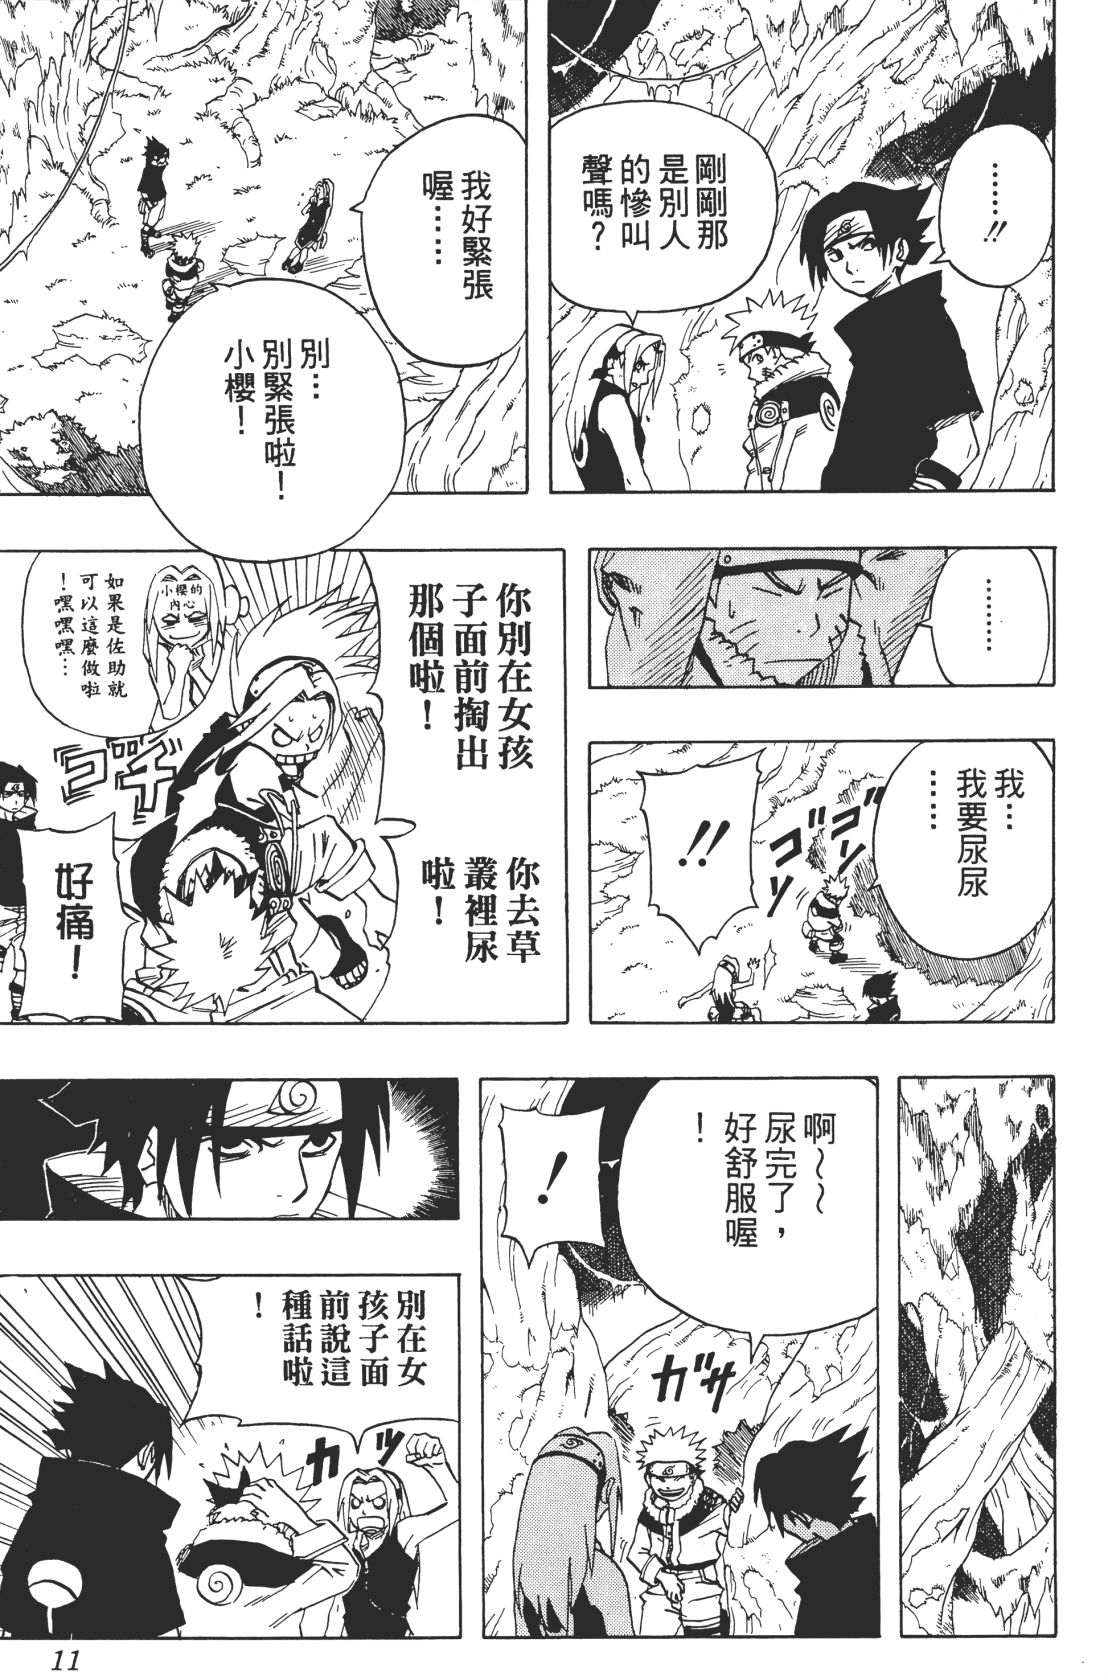 ……!!
剛剛那
是別人
的慘叫
聲嗎?
我好緊張
喔……
別…
別緊張啦!
小櫻!
……
我…
我要尿尿
……
ゴソ
ゴソ
!!
你別在女孩
子面前掏出
那個啦!
你去草
叢裡尿
啦!
小櫻的
內心
如果是佐助就
可以這麼做啦
!嘿嘿嘿…
好痛!
啊~~
尿完了,
好舒服喔
!
!
ガサ
別在女
孩子面
前說這
種話啦
!
カッ
11